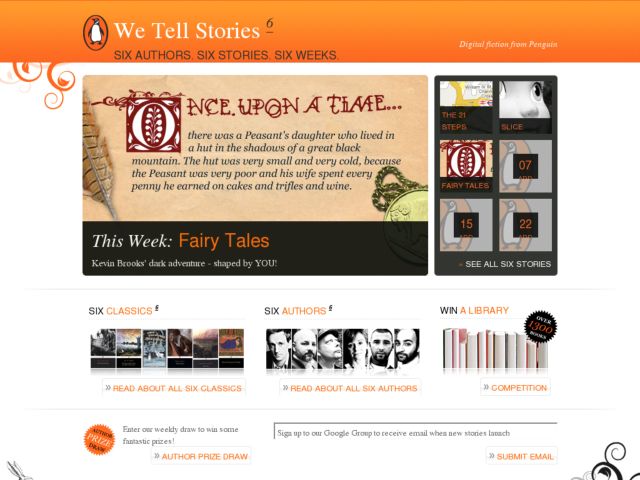 We Tell Stories 6
SIX AUTHORS. SIX STORIES. SIX WEEKS.
Digital fiction from Penguin
ONCE UPON A TIME...
there was a Peasant's daughter who lived in
a hut in the shadows of a great black
mountain. The hut was very small and very cold, because
the Peasant was very poor and his wife spent every
penny he earned on cakes and trifles and wine.
This Week: Fairy Tales
Kevin Brooks' dark adventure - shaped by YOU!
THE 21
STEPS
SLICE
FAIRY TALES
07
15
22
» SEE ALL SIX STORIES
SIX CLASSICS 6
» READ ABOUT ALL SIX CLASSICS
SIX AUTHORS 6
» READ ABOUT ALL SIX AUTHORS
WIN A LIBRARY
OVER
1300
BOOKS
» COMPETITION
AUTHOR
PRIZE
DRAW
Enter our weekly draw to win some
fantastic prizes!
» AUTHOR PRIZE DRAW
Sign up to our Google Group to receive email when new stories launch
» SUBMIT EMAIL